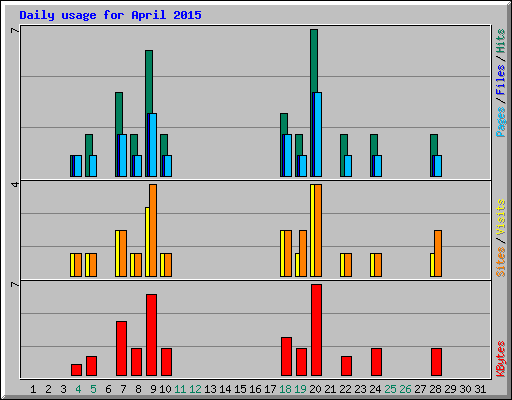 Daily usage for April 2015
7
Pages / Files / Hits
4
Sites / Visits
7
KBytes
1 2 3 4 5 6 7 8 9 10 11 12 13 14 15 16 17 18 19 20 21 22 23 24 25 26 27 28 29 30 31